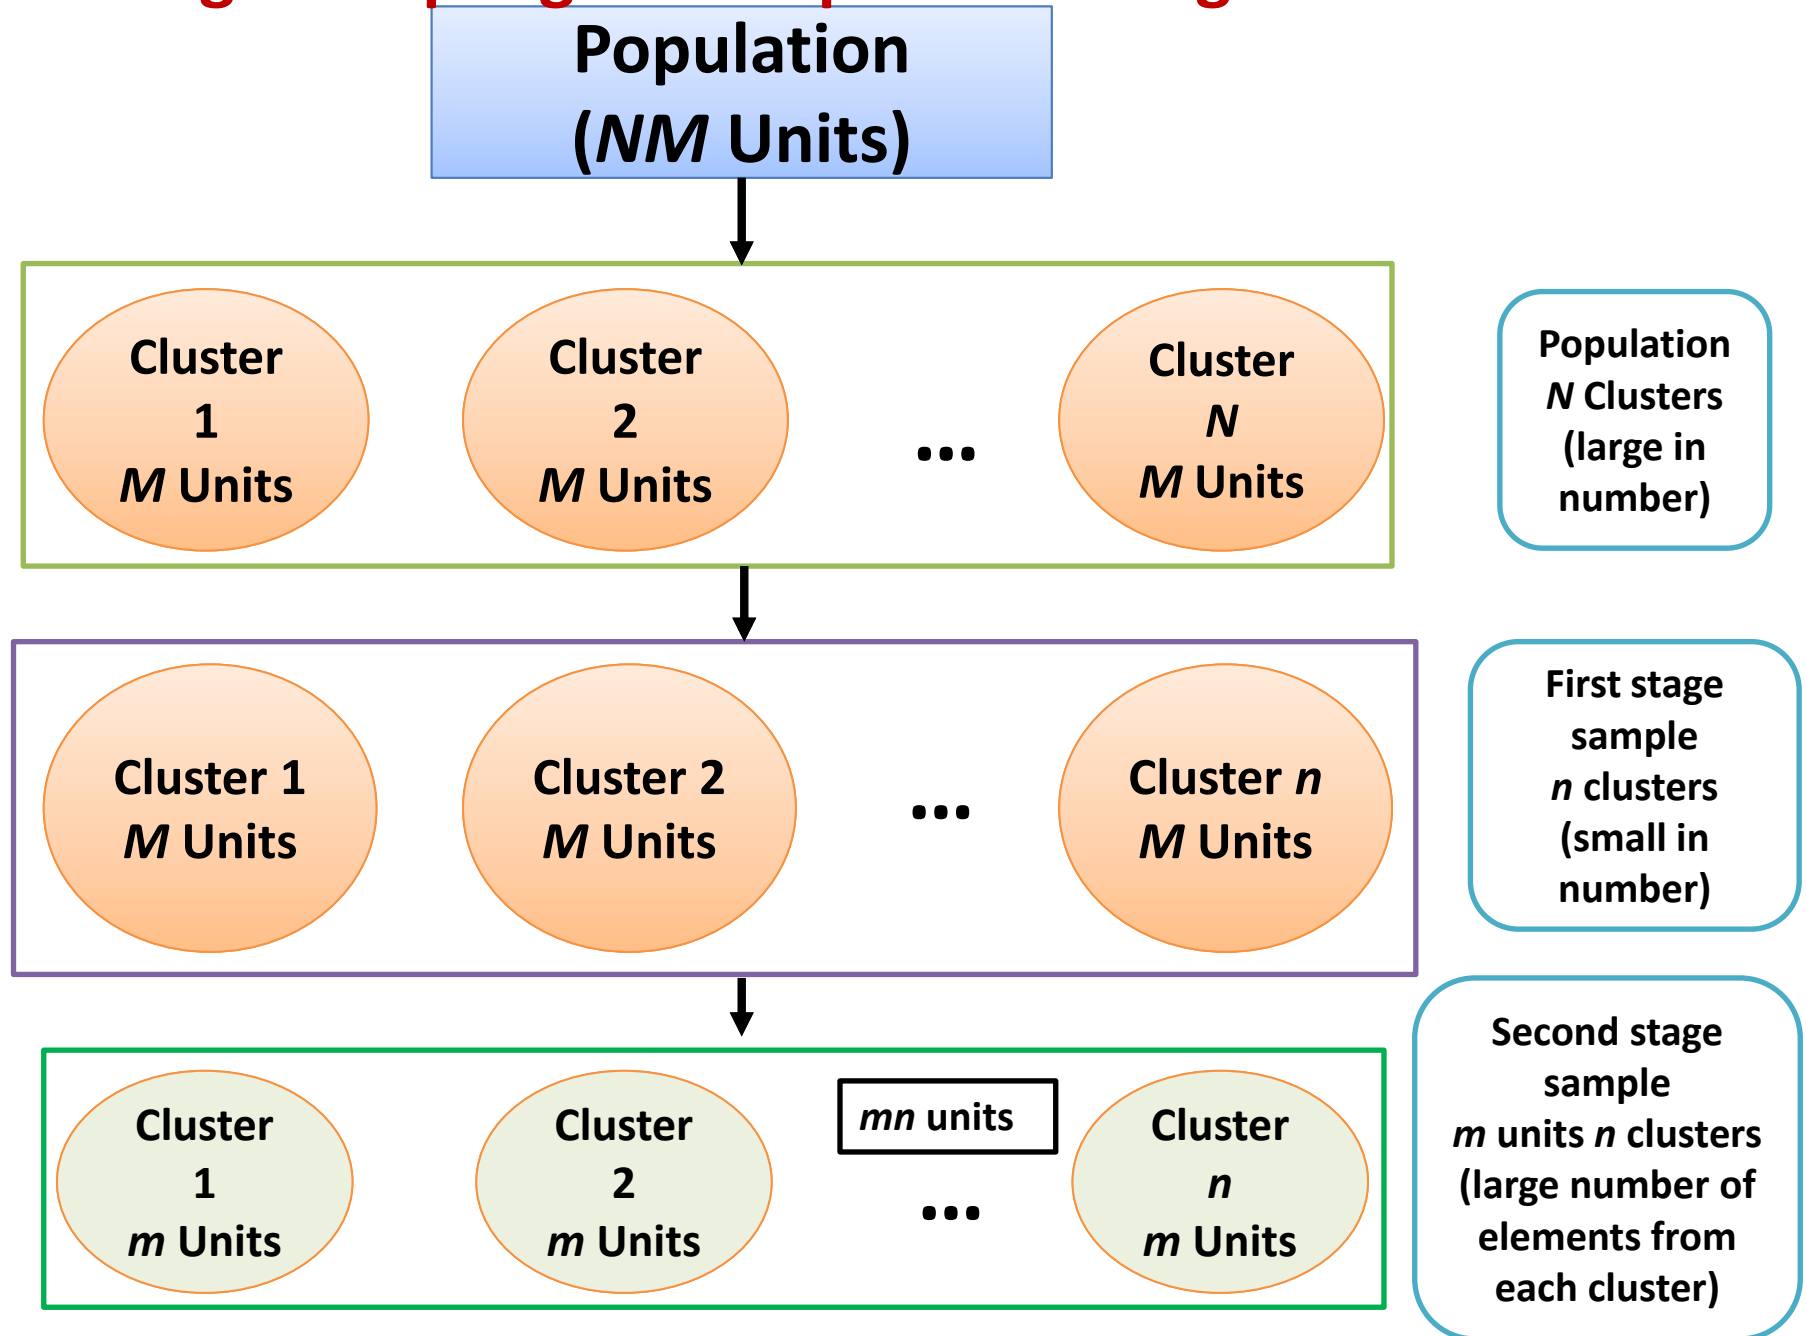 Population
(NM Units)
Cluster
1
M Units
Cluster
2
M Units
...
Cluster
N
M Units
Population
N Clusters
(large in
number)
Cluster 1
M Units
Cluster 2
M Units
...
Cluster n
M Units
First stage
sample
n clusters
(small in
number)
Cluster
1
m Units
Cluster
2
m Units
mn units
...
Cluster
n
m Units
Second stage
sample
m units n clusters
(large number of
elements from
each cluster)